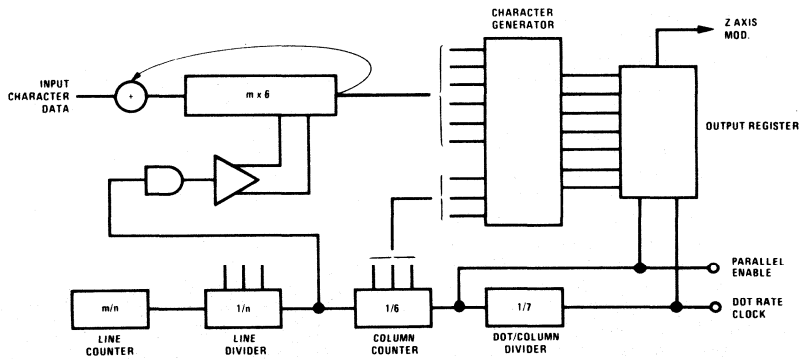 CHARACTER
GENERATOR
Z AXIS
MOD.
INPUT
CHARACTER
DATA
+
m x 6
OUTPUT REGISTER
PARALLEL
ENABLE
DOT RATE
CLOCK
m/n
1/n
1/6
1/7
LINE
COUNTER
LINE
DIVIDER
COLUMN
COUNTER
DOT/COLUMN
DIVIDER